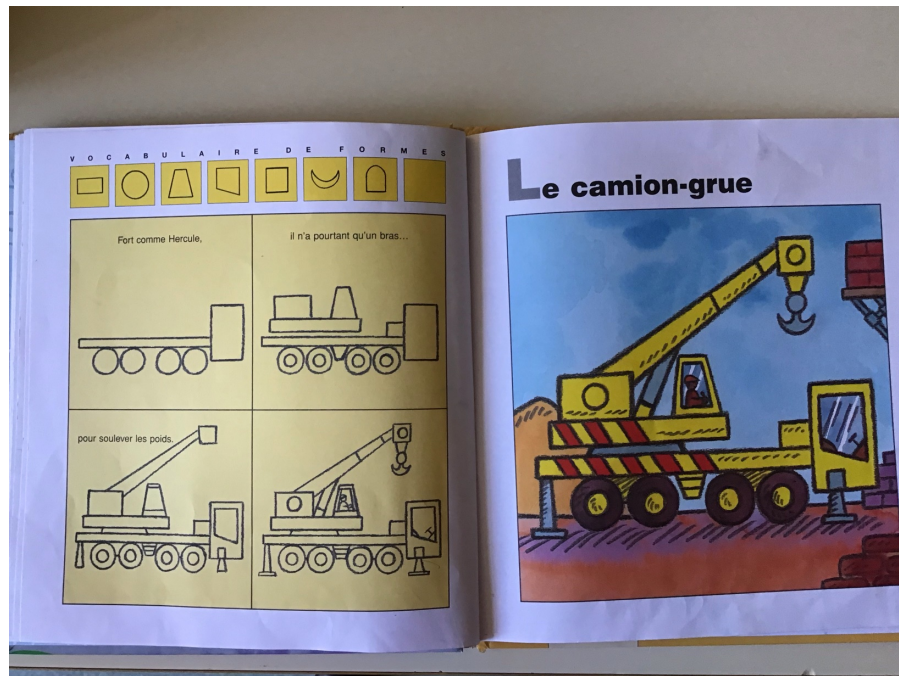 VOCABULAIRE DE FORMES
Fort comme Hercule,
il n'a pourtant qu'un bras...
pour soulever les poids.
Le camion-grue